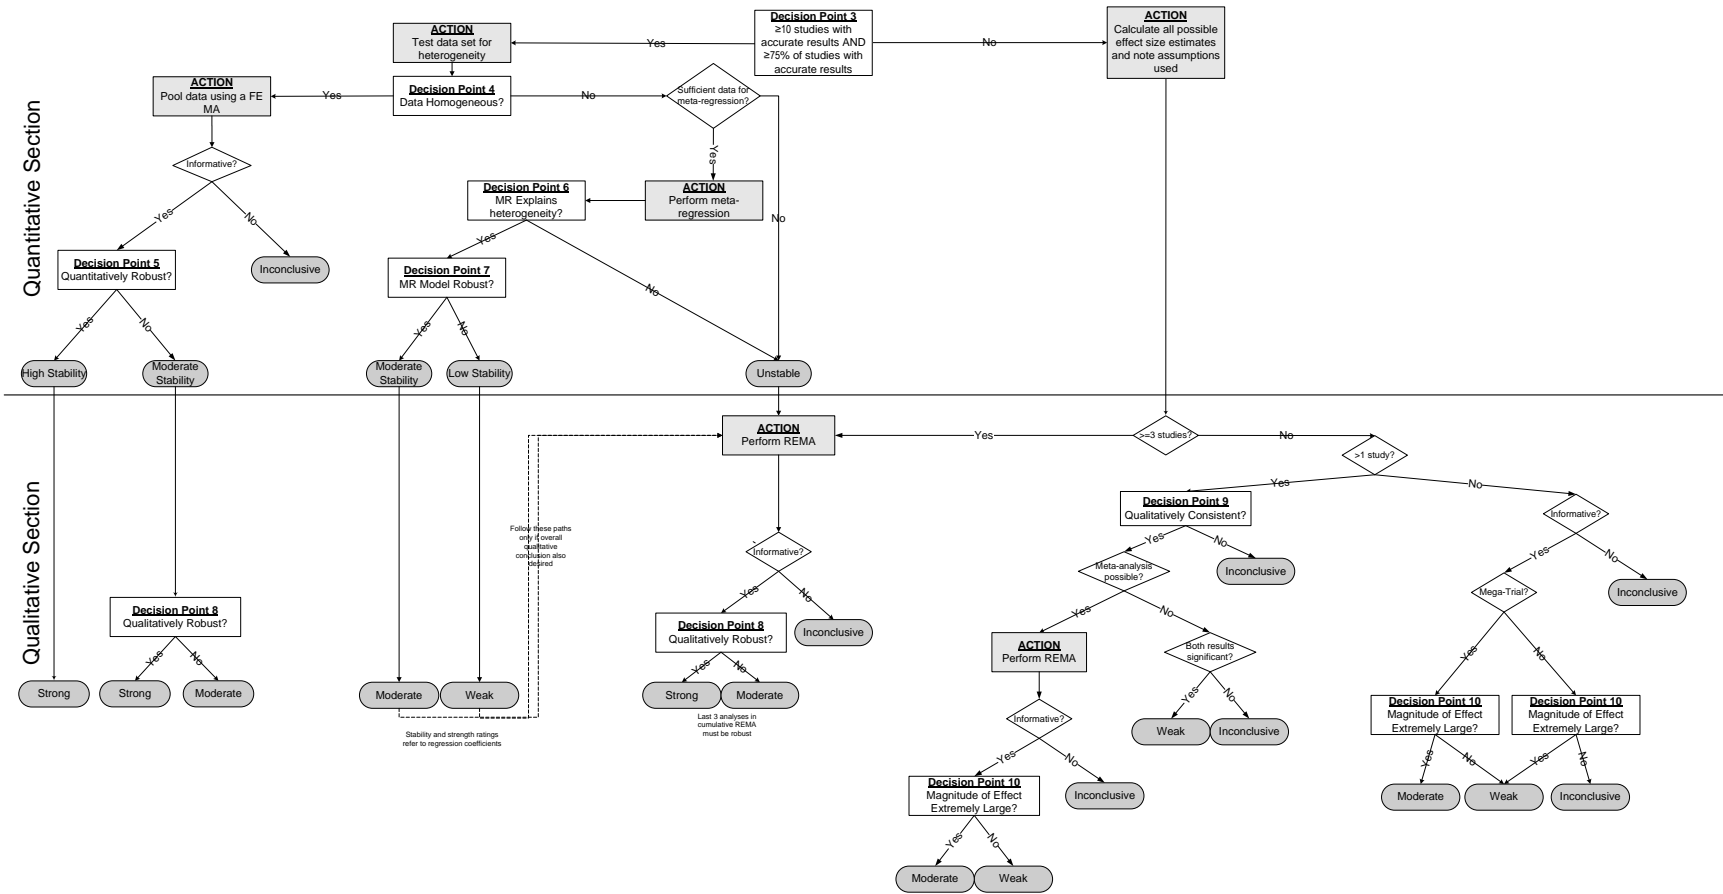 Quantitative Section
Qualitative Section
Decision Point 3
≥10 studies with
accurate results AND
≥75% of studies with
accurate results
Yes
No
ACTION
Test data set for
heterogeneity
ACTION
Calculate all possible
effect size estimates
and note assumptions
used
Decision Point 4
Data Homogeneous?
Yes
No
ACTION
Pool data using a FE
MA
Sufficient data for
meta-regression?
Yes
No
Informative?
Yes
No
ACTION
Perform meta-
regression
Decision Point 6
MR Explains
heterogeneity?
Yes
No
Decision Point 5
Quantitatively Robust?
Inconclusive
Decision Point 7
MR Model Robust?
Yes
No
Yes
No
High Stability
Moderate
Stability
Moderate
Stability
Low Stability
Unstable
ACTION
Perform REMA
Yes
>=3 studies?
No
>1 study?
Yes
No
Decision Point 9
Qualitatively Consistent?
Informative?
Follow these paths
only if overall
qualitative
conclusion also
desired
`
Informative?
Yes
No
Yes
No
Yes
No
Meta-analysis
possible?
Inconclusive
Mega-Trial?
Inconclusive
Decision Point 8
Qualitatively Robust?
Yes
No
Decision Point 8
Qualitatively Robust?
Inconclusive
Yes
No
Yes
No
ACTION
Perform REMA
Both results
significant?
Yes
No
Yes
No
Strong
Strong
Moderate
Moderate
Weak
Strong
Moderate
Last 3 analyses in
cumulative REMA
must be robust
Stability and strength ratings
refer to regression coefficients
Informative?
Weak
Inconclusive
Decision Point 10
Magnitude of Effect
Extremely Large?
Decision Point 10
Magnitude of Effect
Extremely Large?
Yes
No
Yes
No
Yes
No
Decision Point 10
Magnitude of Effect
Extremely Large?
Inconclusive
Moderate
Weak
Inconclusive
Yes
No
Moderate
Weak